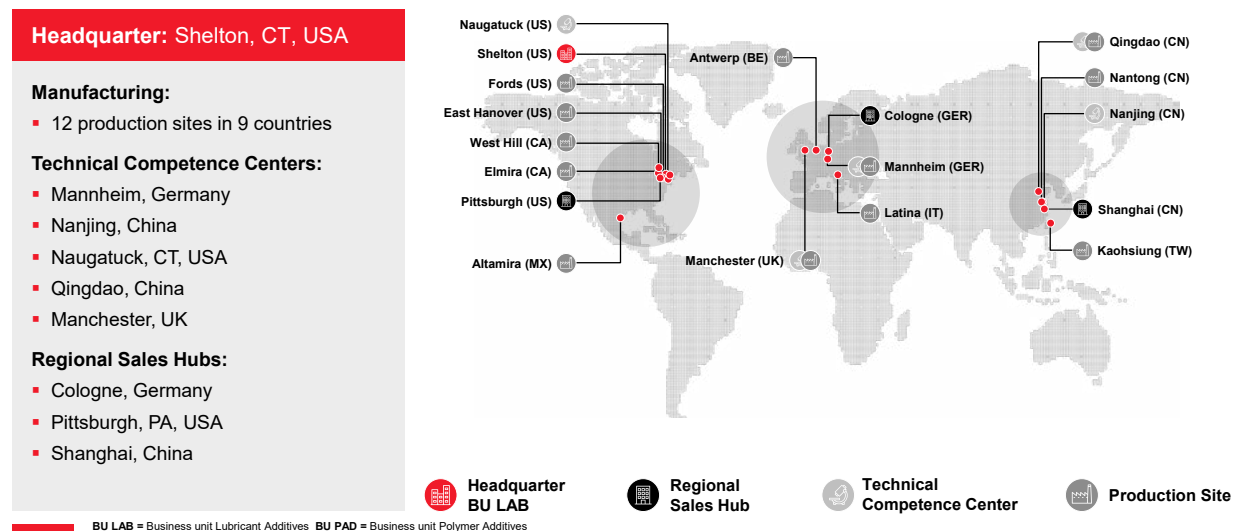 Headquarter: Shelton, CT, USA
Manufacturing:
▪ 12 production sites in 9 countries
Technical Competence Centers:
▪ Mannheim, Germany
▪ Nanjing, China
▪ Naugatuck, CT, USA
▪ Qingdao, China
▪ Manchester, UK
Regional Sales Hubs:
▪ Cologne, Germany
▪ Pittsburgh, PA, USA
▪ Shanghai, China
Naugatuck (US)
Shelton (US)
Fords (US)
East Hanover (US)
West Hill (CA)
Elmira (CA)
Pittsburgh (US)
Altamira (MX)
Antwerp (BE)
Cologne (GER)
Mannheim (GER)
Latina (IT)
Manchester (UK)
Qingdao (CN)
Nantong (CN)
Nanjing (CN)
Shanghai (CN)
Kaohsiung (TW)
Headquarter
BU LAB
Regional
Sales Hub
Technical
Competence Center
Production Site
BU LAB = Business unit Lubricant Additives BU PAD = Business unit Polymer Additives